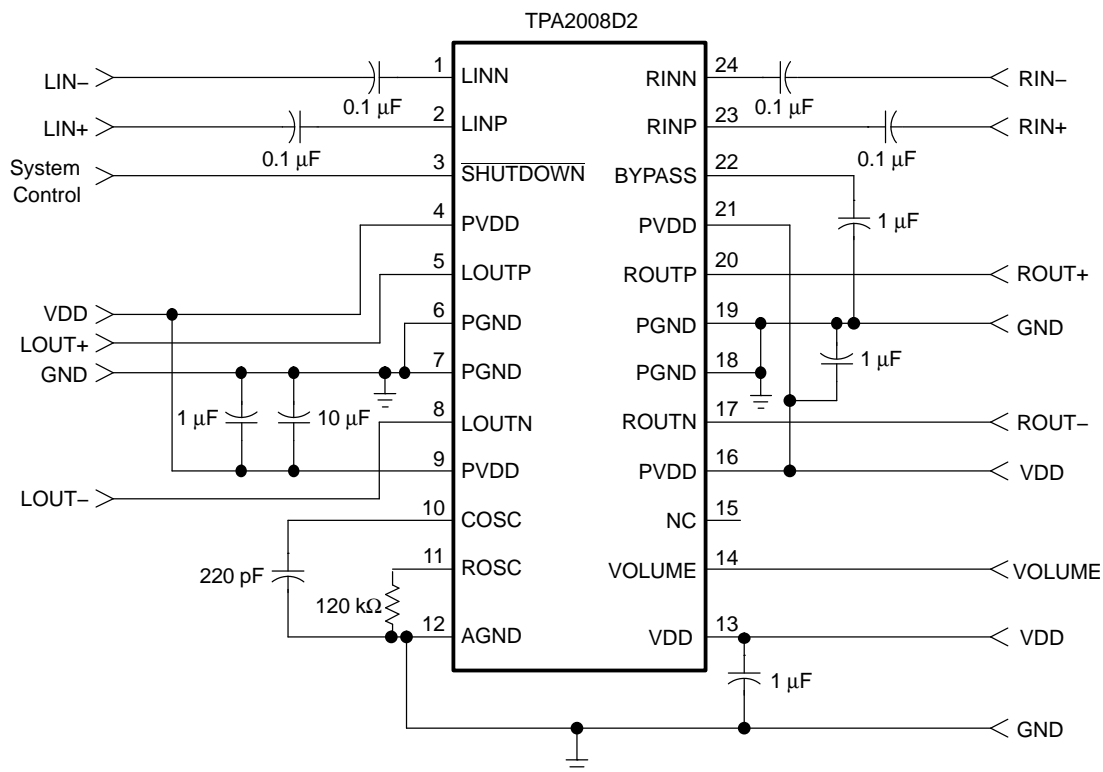 TPA2008D2
LIN−
LIN+
System
Control
VDD
LOUT+
GND
LOUT−
0.1 μF
0.1 μF
1 μF
10 μF
220 pF
120 kΩ
1 LINN
2 LINP
3 SHUTDOWN
4 PVDD
5 LOUTP
6 PGND
7 PGND
8 LOUTN
9 PVDD
10 COSC
11 ROSC
12 AGND
RINN 24
RINP 23
BYPASS 22
PVDD 21
ROUTP 20
PGND 19
PGND 18
ROUTN 17
PVDD 16
NC 15
VOLUME 14
VDD 13
0.1 μF
0.1 μF
1 μF
1 μF
1 μF
RIN−
RIN+
ROUT+
GND
ROUT−
VDD
VOLUME
VDD
GND